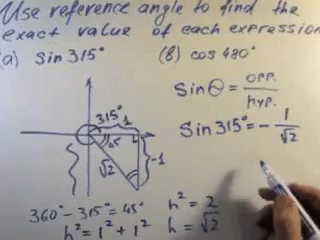 Use reference angle to find the
exact value of each expression
(a) sin 315° (b) cos 480°
Sin θ = opp. / hyp.
Sin 315° = - 1/√2
315°
1
45
√2
-1
360° - 315° = 45°
h² = 1² + 1²
h² = 2
h = √2